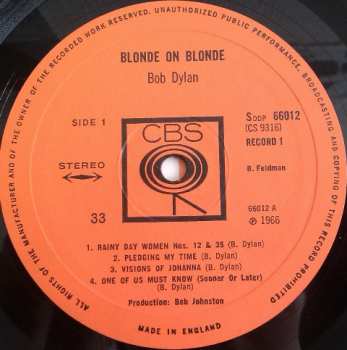 BLONDE ON BLONDE
Bob Dylan
SIDE 1
CBS
SDDP 66012
(CS 9316)
RECORD 1
STEREO
B. Feldman
33
66012 A
℗ 1966
1. RAINY DAY WOMEN Nos. 12 & 35 (B. Dylan)
2. PLEDGING MY TIME (B. Dylan)
3. VISIONS OF JOHANNA (B. Dylan)
4. ONE OF US MUST KNOW (Sooner Or Later)
(B. Dylan)
Production: Bob Johnston
MADE IN ENGLAND
ALL RIGHTS OF THE MANUFACTURER AND OF THE OWNER OF THE RECORDED WORK RESERVED. UNAUTHORIZED PUBLIC PERFORMANCE, BROADCASTING AND COPYING OF THIS RECORD PROHIBITED